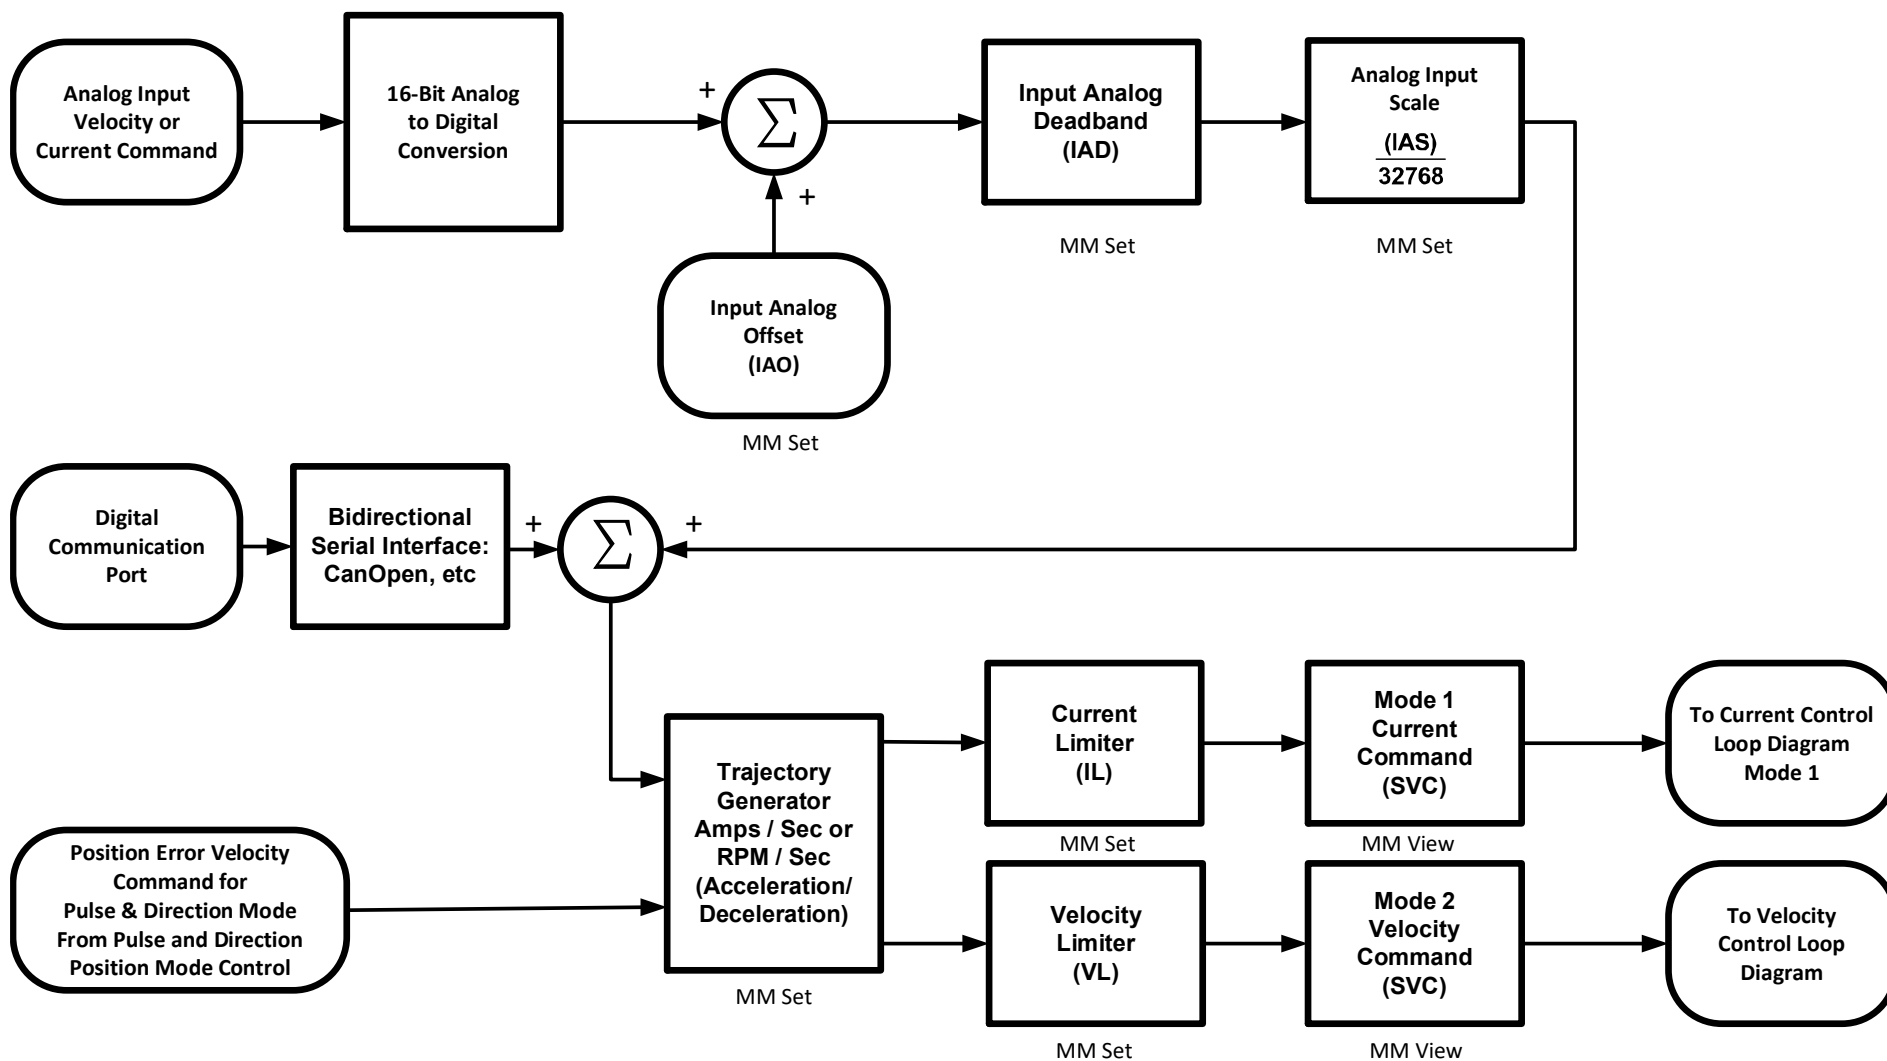 Analog Input
Velocity or
Current Command
16-Bit Analog
to Digital
Conversion
+
Σ
+
Input Analog
Offset
(IAO)
MM Set
Input Analog
Deadband
(IAD)
MM Set
Analog Input
Scale
(IAS)
32768
MM Set
Digital
Communication
Port
Bidirectional
Serial Interface:
CanOpen, etc
+
Σ
+
Position Error Velocity
Command for
Pulse & Direction Mode
From Pulse and Direction
Position Mode Control
Trajectory
Generator
Amps / Sec or
RPM / Sec
(Acceleration/
Deceleration)
MM Set
Current
Limiter
(IL)
MM Set
Mode 1
Current
Command
(SVC)
MM View
To Current Control
Loop Diagram
Mode 1
Velocity
Limiter
(VL)
MM Set
Mode 2
Velocity
Command
(SVC)
MM View
To Velocity
Control Loop
Diagram